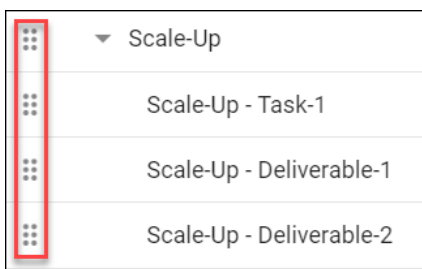 Scale-Up
Scale-Up - Task-1
Scale-Up - Deliverable-1
Scale-Up - Deliverable-2